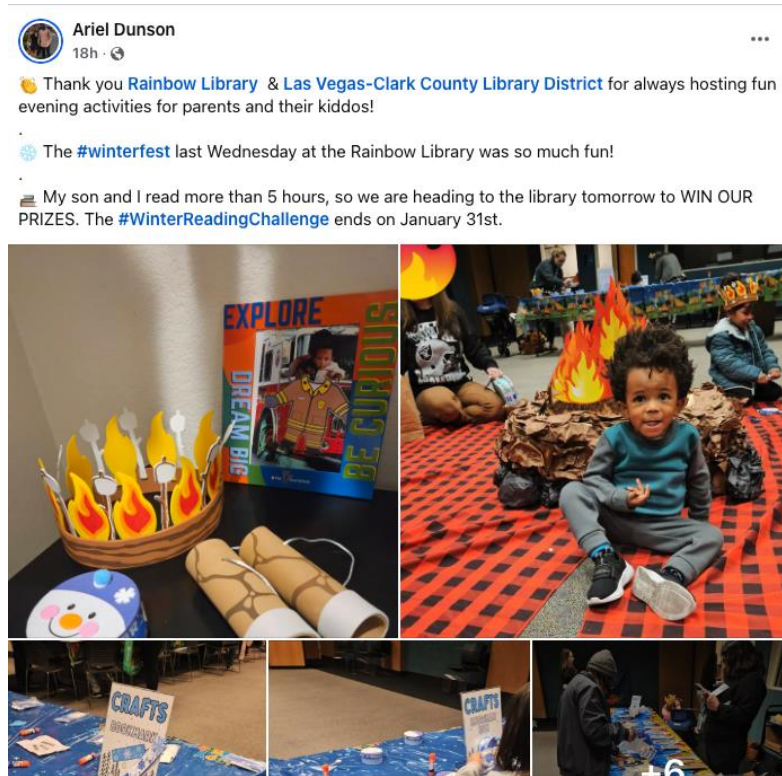 Ariel Dunson
18h ·
👏 Thank you Rainbow Library & Las Vegas-Clark County Library District for always hosting fun
evening activities for parents and their kiddos!
.
❄️ The #winterfest last Wednesday at the Rainbow Library was so much fun!
.
📚 My son and I read more than 5 hours, so we are heading to the library tomorrow to WIN OUR
PRIZES. The #WinterReadingChallenge ends on January 31st.
EXPLORE
DREAM BIG
BE CURIOUS
CRAFTS
BOOKMARK
CRAFTS
+6